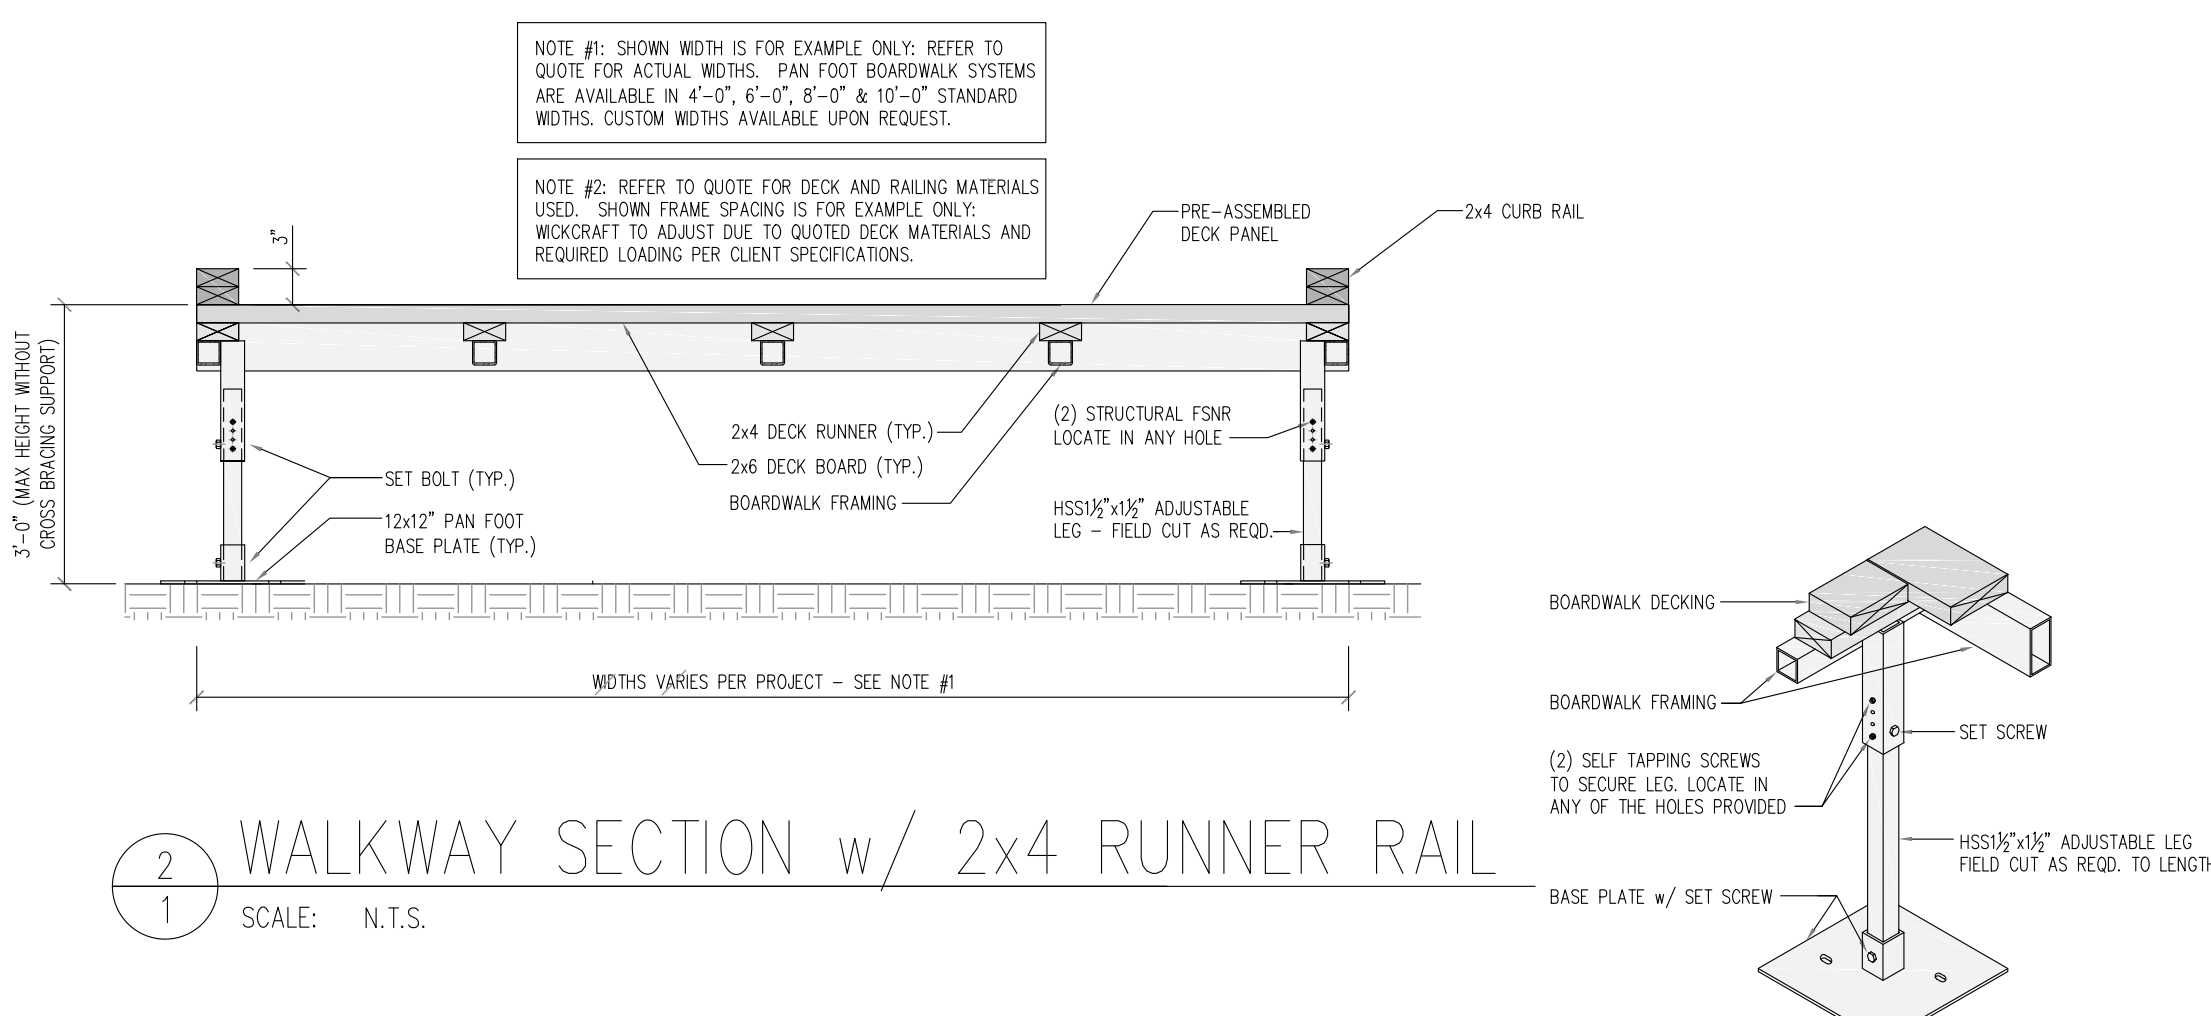 NOTE #1: SHOWN WIDTH IS FOR EXAMPLE ONLY: REFER TO
QUOTE FOR ACTUAL WIDTHS. PAN FOOT BOARDWALK SYSTEMS
ARE AVAILABLE IN 4'-0", 6'-0", 8'-0" & 10'-0" STANDARD
WIDTHS. CUSTOM WIDTHS AVAILABLE UPON REQUEST.
NOTE #2: REFER TO QUOTE FOR DECK AND RAILING MATERIALS
USED. SHOWN FRAME SPACING IS FOR EXAMPLE ONLY:
WICKCRAFT TO ADJUST DUE TO QUOTED DECK MATERIALS AND
REQUIRED LOADING PER CLIENT SPECIFICATIONS.
PRE-ASSEMBLED
DECK PANEL
2x4 CURB RAIL
3"
3'-0" (MAX HEIGHT WITHOUT
CROSS BRACING SUPPORT)
2x4 DECK RUNNER (TYP.)
2x6 DECK BOARD (TYP.)
BOARDWALK FRAMING
(2) STRUCTURAL FSNR
LOCATE IN ANY HOLE
SET BOLT (TYP.)
12x12" PAN FOOT
BASE PLATE (TYP.)
HSS1½"x1½" ADJUSTABLE
LEG - FIELD CUT AS REQD.
WIDTHS VARIES PER PROJECT - SEE NOTE #1
BOARDWALK DECKING
BOARDWALK FRAMING
SET SCREW
(2) SELF TAPPING SCREWS
TO SECURE LEG. LOCATE IN
ANY OF THE HOLES PROVIDED
HSS1½"x1½" ADJUSTABLE LEG
FIELD CUT AS REQD. TO LENGTH
BASE PLATE w/ SET SCREW
2
1
WALKWAY SECTION w/ 2x4 RUNNER RAIL
SCALE: N.T.S.